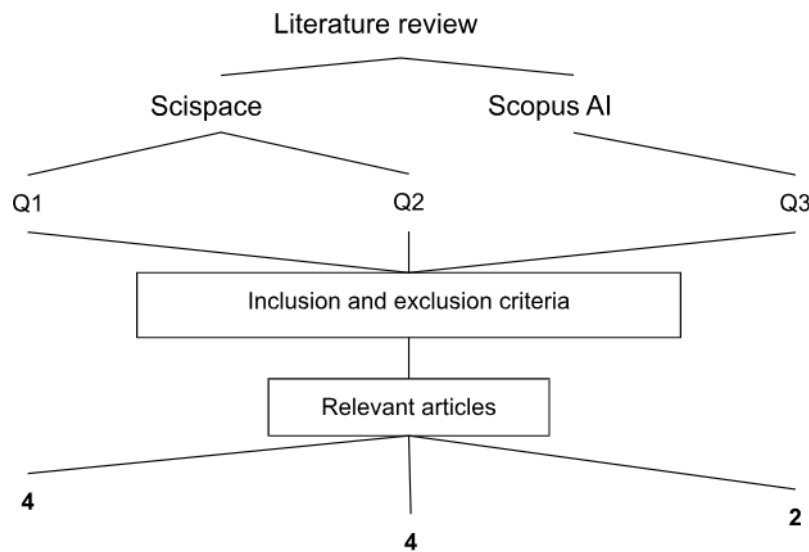 Literature review
Scispace
Scopus AI
Q1
Q2
Q3
Inclusion and exclusion criteria
Relevant articles
4
4
2